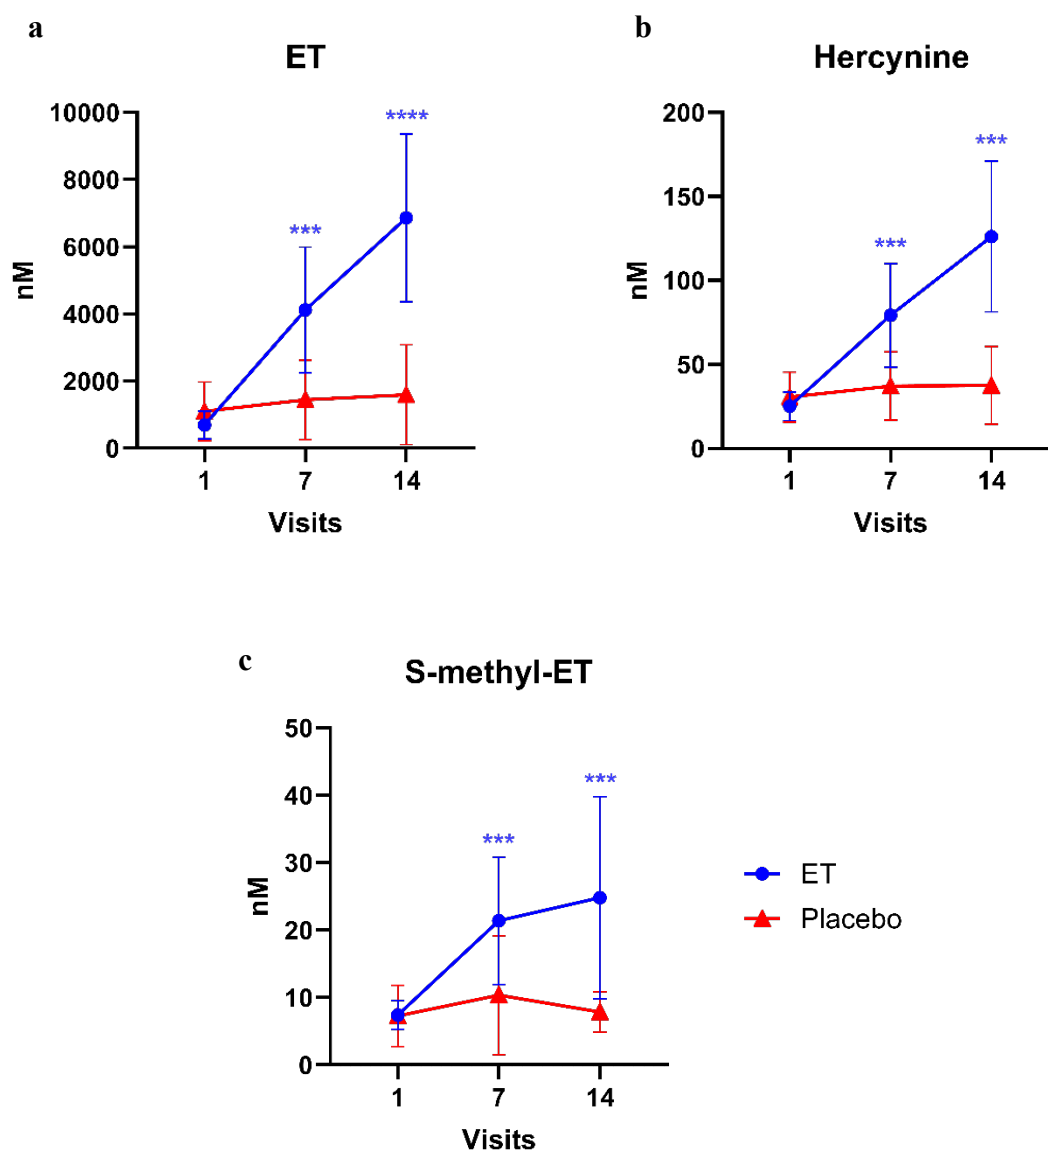 a
ET
10000
8000
6000
4000
2000
0
nM
***
****
1 7 14
Visits
b
Hercynine
200
150
100
50
0
nM
***
***
1 7 14
Visits
c
S-methyl-ET
50
40
30
20
10
0
nM
***
***
1 7 14
Visits
ET
Placebo